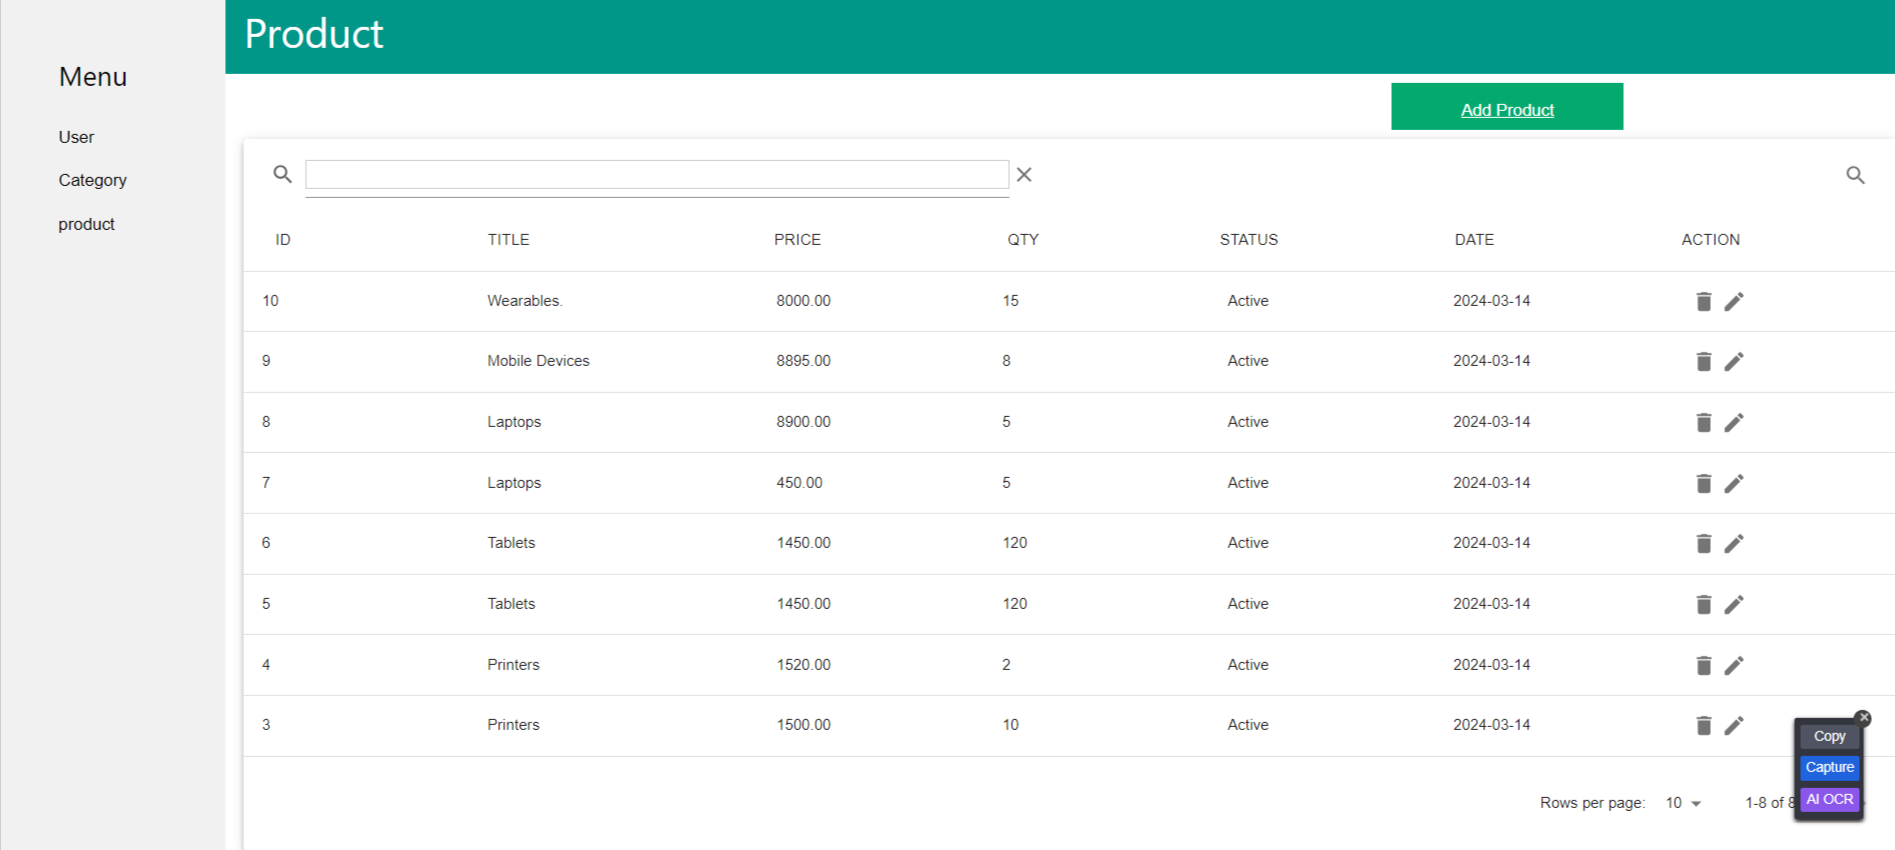 Product
Menu
User
Category
product
Add Product
ID TITLE PRICE QTY STATUS DATE ACTION
10 Wearables. 8000.00 15 Active 2024-03-14
9 Mobile Devices 8895.00 8 Active 2024-03-14
8 Laptops 8900.00 5 Active 2024-03-14
7 Laptops 450.00 5 Active 2024-03-14
6 Tablets 1450.00 120 Active 2024-03-14
5 Tablets 1450.00 120 Active 2024-03-14
4 Printers 1520.00 2 Active 2024-03-14
3 Printers 1500.00 10 Active 2024-03-14
Rows per page: 10 1-8 of 8
Copy
Capture
AI OCR